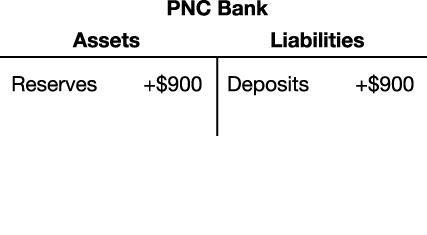 PNC Bank
Assets Liabilities
Reserves +$900 Deposits +$900